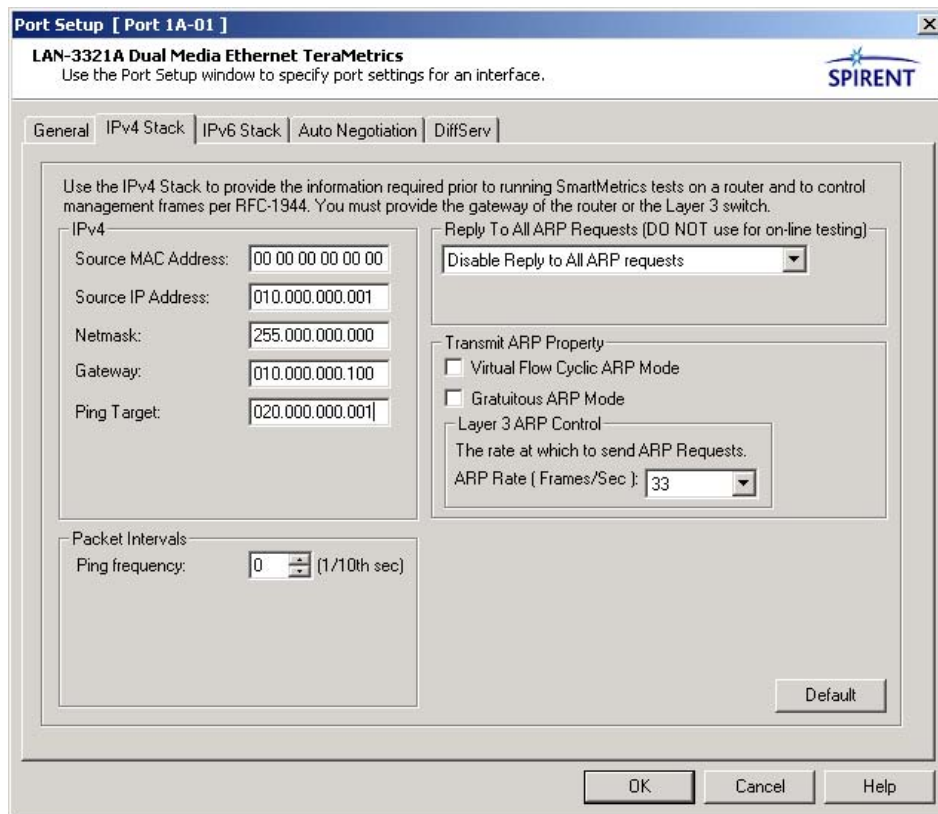 Port Setup [ Port 1A-01 ]
LAN-3321A Dual Media Ethernet TeraMetrics
Use the Port Setup window to specify port settings for an interface.
SPIRENT
General
IPv4 Stack
IPv6 Stack
Auto Negotiation
DiffServ
Use the IPv4 Stack to provide the information required prior to running SmartMetrics tests on a router and to control
management frames per RFC-1944. You must provide the gateway of the router or the Layer 3 switch.
IPv4
Source MAC Address: 00 00 00 00 00 00
Source IP Address: 010.000.000.001
Netmask: 255.000.000.000
Gateway: 010.000.000.100
Ping Target: 020.000.000.001
Packet Intervals
Ping frequency: 0 (1/10th sec)
Reply To All ARP Requests (DO NOT use for on-line testing)
Disable Reply to All ARP requests
Transmit ARP Property
Virtual Flow Cyclic ARP Mode
Gratuitous ARP Mode
Layer 3 ARP Control
The rate at which to send ARP Requests.
ARP Rate ( Frames/Sec ): 33
Default
OK
Cancel
Help